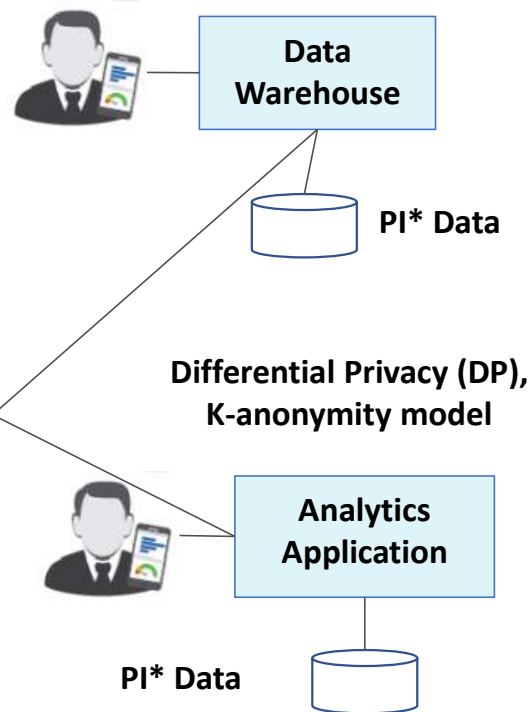 Data
Warehouse
PI* Data
Differential Privacy (DP),
K-anonymity model
Analytics
Application
PI* Data